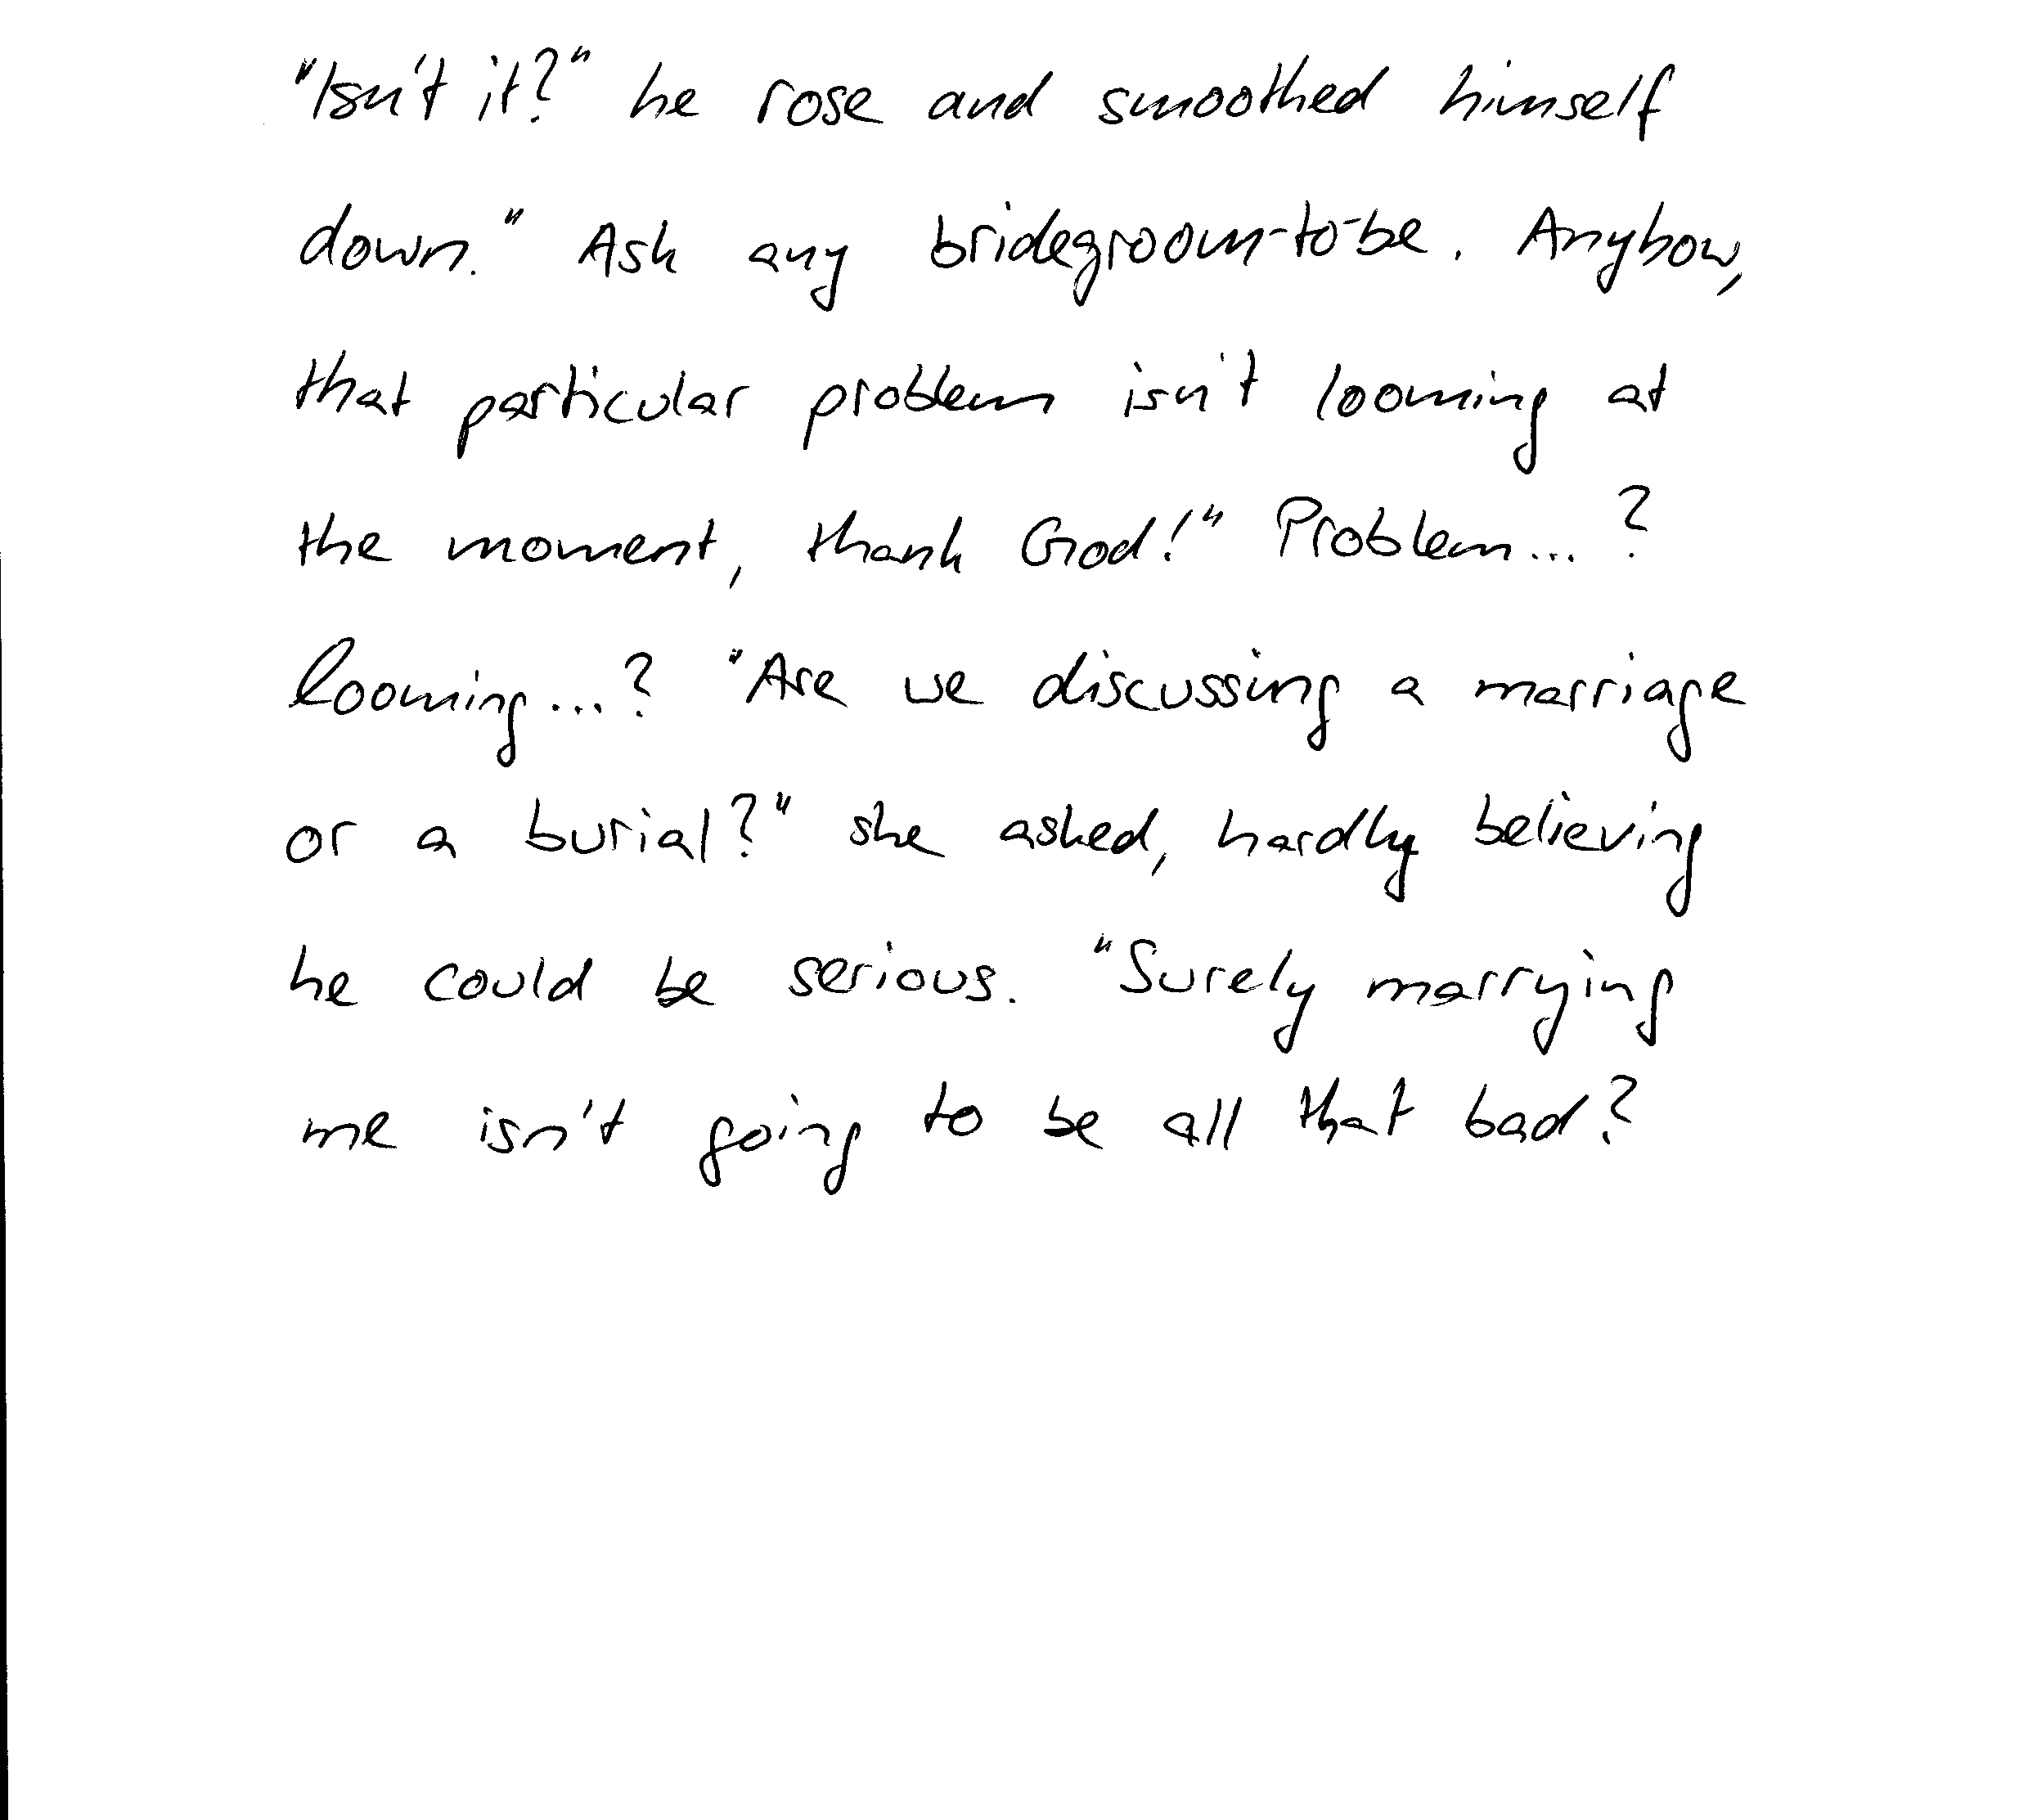 "Isn't it?" he rose and smoothed himself
down." Ask any bridegroom-to-be. Anyhow,
that particular problem isn't looming at
the moment, thank God!" Problem...?
looming...? "Are we discussing a marriage
or a burial?" she asked, hardly believing
he could be serious. "Surely marrying
me isn't going to be all that bad?